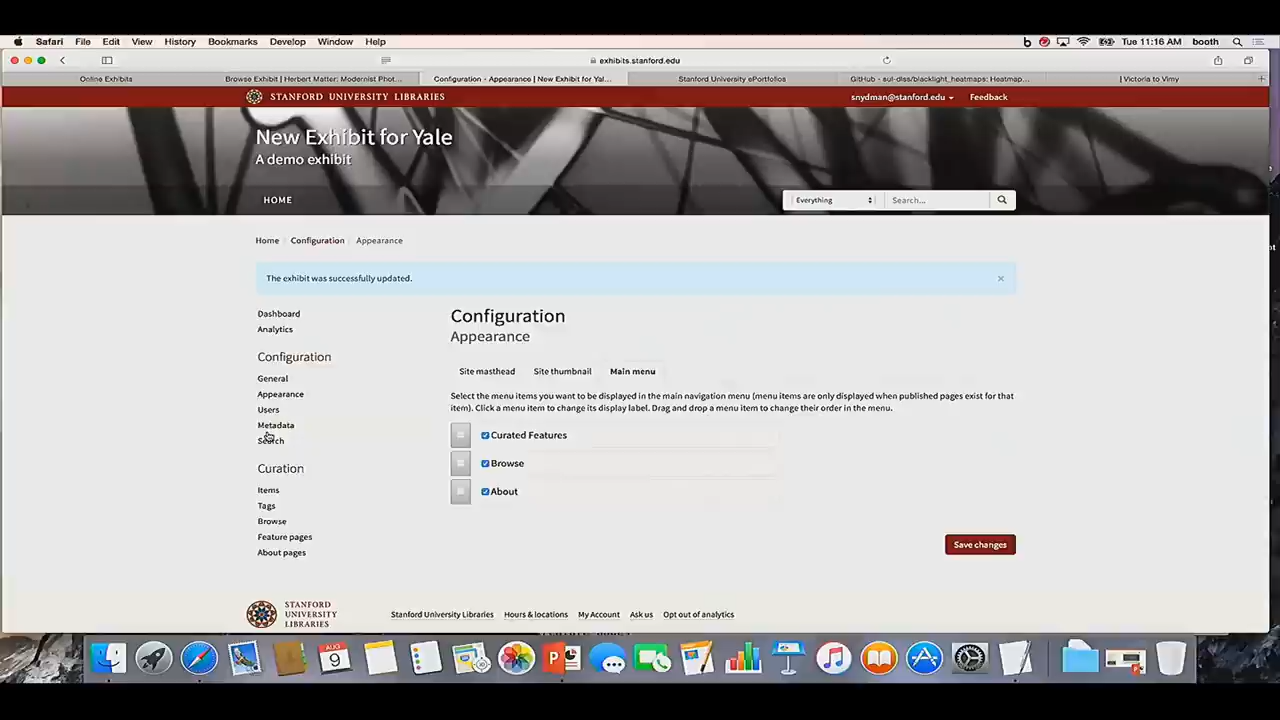 Safari File Edit View History Bookmarks Develop Window Help Tue 11:16 AM booth
exhibits.stanford.edu
Online Exhibits Browse Exhibit | Herbert Matter: Modernist Phot... Configuration - Appearance | New Exhibit for Yal... Stanford University ePortfolios GitHub - sul-dlss/blacklight_heatmaps: Heatmap... | Victoria to Vimy
STANFORD UNIVERSITY LIBRARIES snydman@stanford.edu Feedback
New Exhibit for Yale
A demo exhibit
HOME Everything Search...
Home Configuration Appearance
The exhibit was successfully updated. ×
Dashboard
Analytics
Configuration
General
Appearance
Users
Metadata
Search
Curation
Items
Tags
Browse
Feature pages
About pages
Configuration
Appearance
Site masthead Site thumbnail Main menu
Select the menu items you want to be displayed in the main navigation menu (menu items are only displayed when published pages exist for that
item). Click a menu item to change its display label. Drag and drop a menu item to change their order in the menu.
Curated Features
Browse
About
Save changes
STANFORD
UNIVERSITY
LIBRARIES
Stanford University Libraries Hours & locations My Account Ask us Opt out of analytics
AUG
9